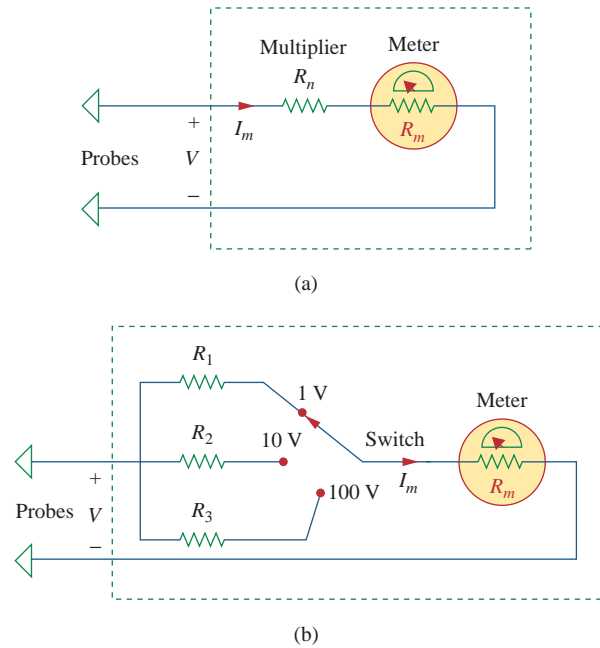 Multiplier
Meter
R_n
+
I_m
R_m
Probes
V
−
(a)
R_1
1 V
Meter
R_2
10 V
Switch
+
I_m
R_m
100 V
Probes
V
R_3
−
(b)